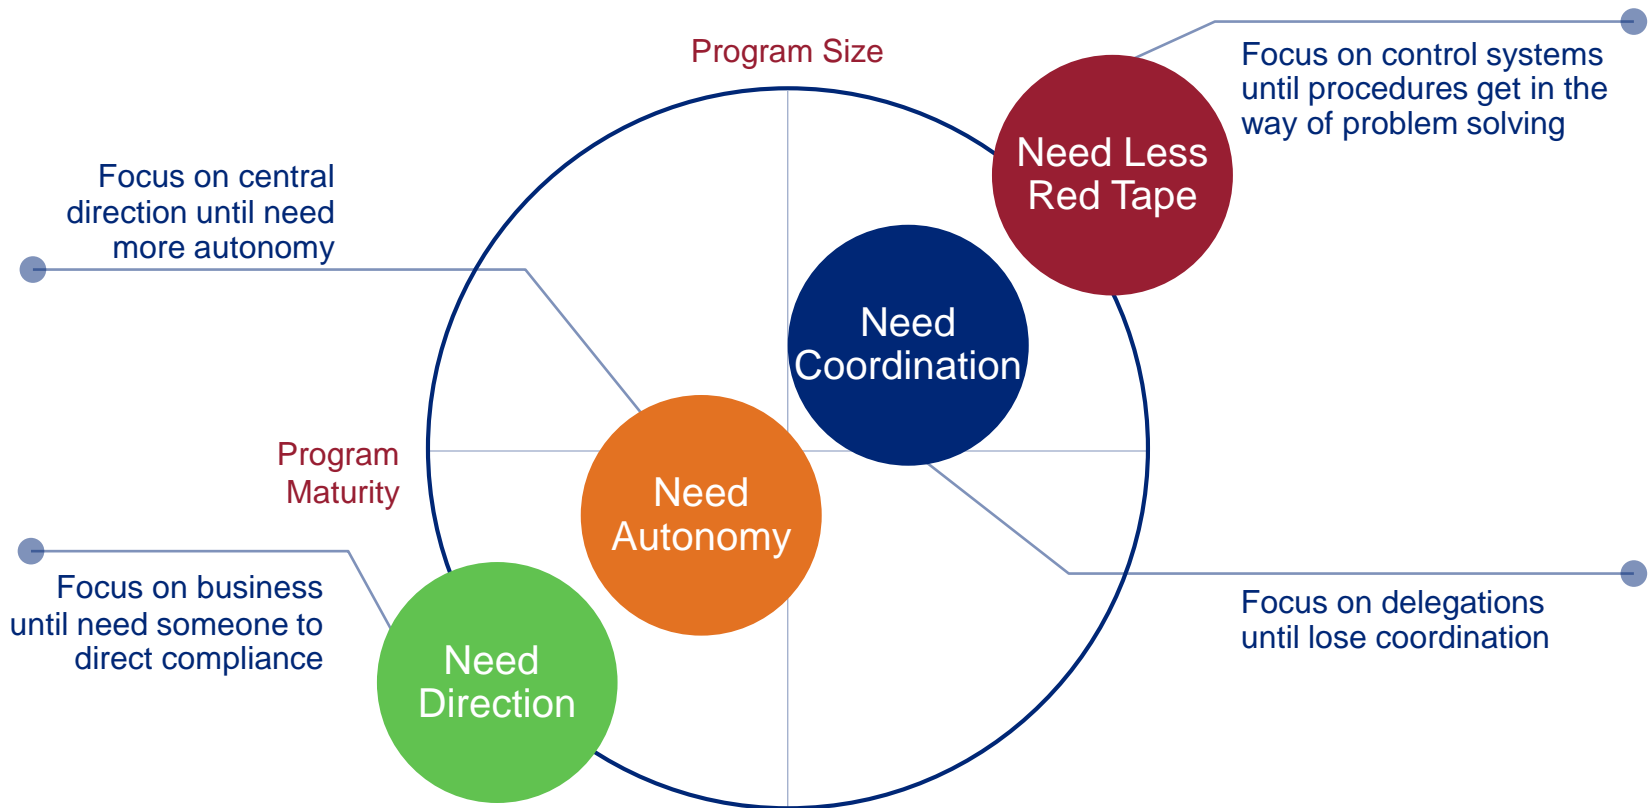 Program Size
Focus on control systems
until procedures get in the
way of problem solving
Need Less
Red Tape
Focus on central
direction until need
more autonomy
Need
Coordination
Program
Maturity
Need
Autonomy
Focus on business
until need someone to
direct compliance
Focus on delegations
until lose coordination
Need
Direction